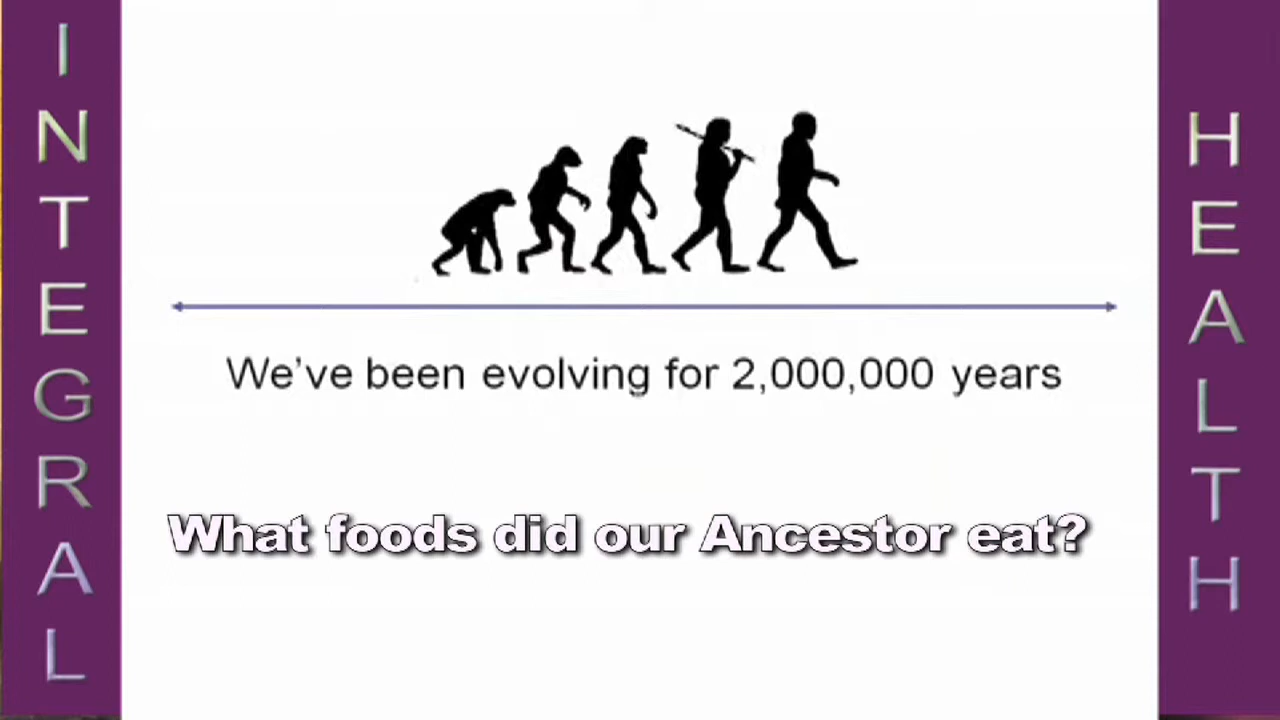 INTEGRAL
We've been evolving for 2,000,000 years
What foods did our Ancestor eat?
HEALTH